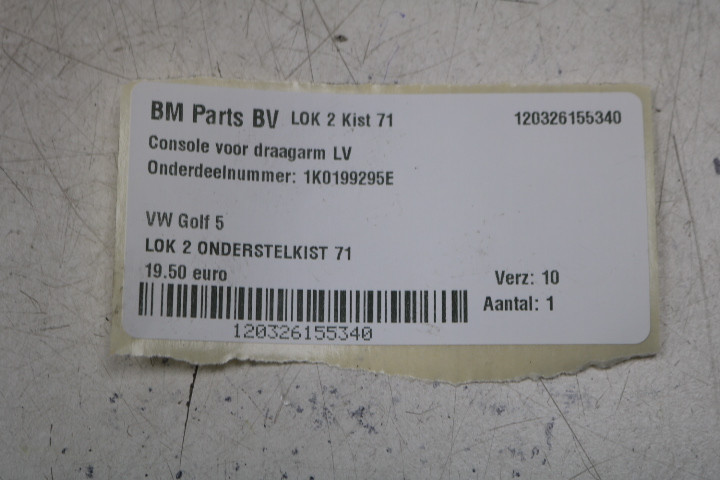 BM Parts BV LOK 2 Kist 71 120326155340
Console voor draagarm LV
Onderdeelnummer: 1K0199295E
VW Golf 5
LOK 2 ONDERSTELKIST 71
19.50 euro Verz: 10
Aantal: 1
120326155340